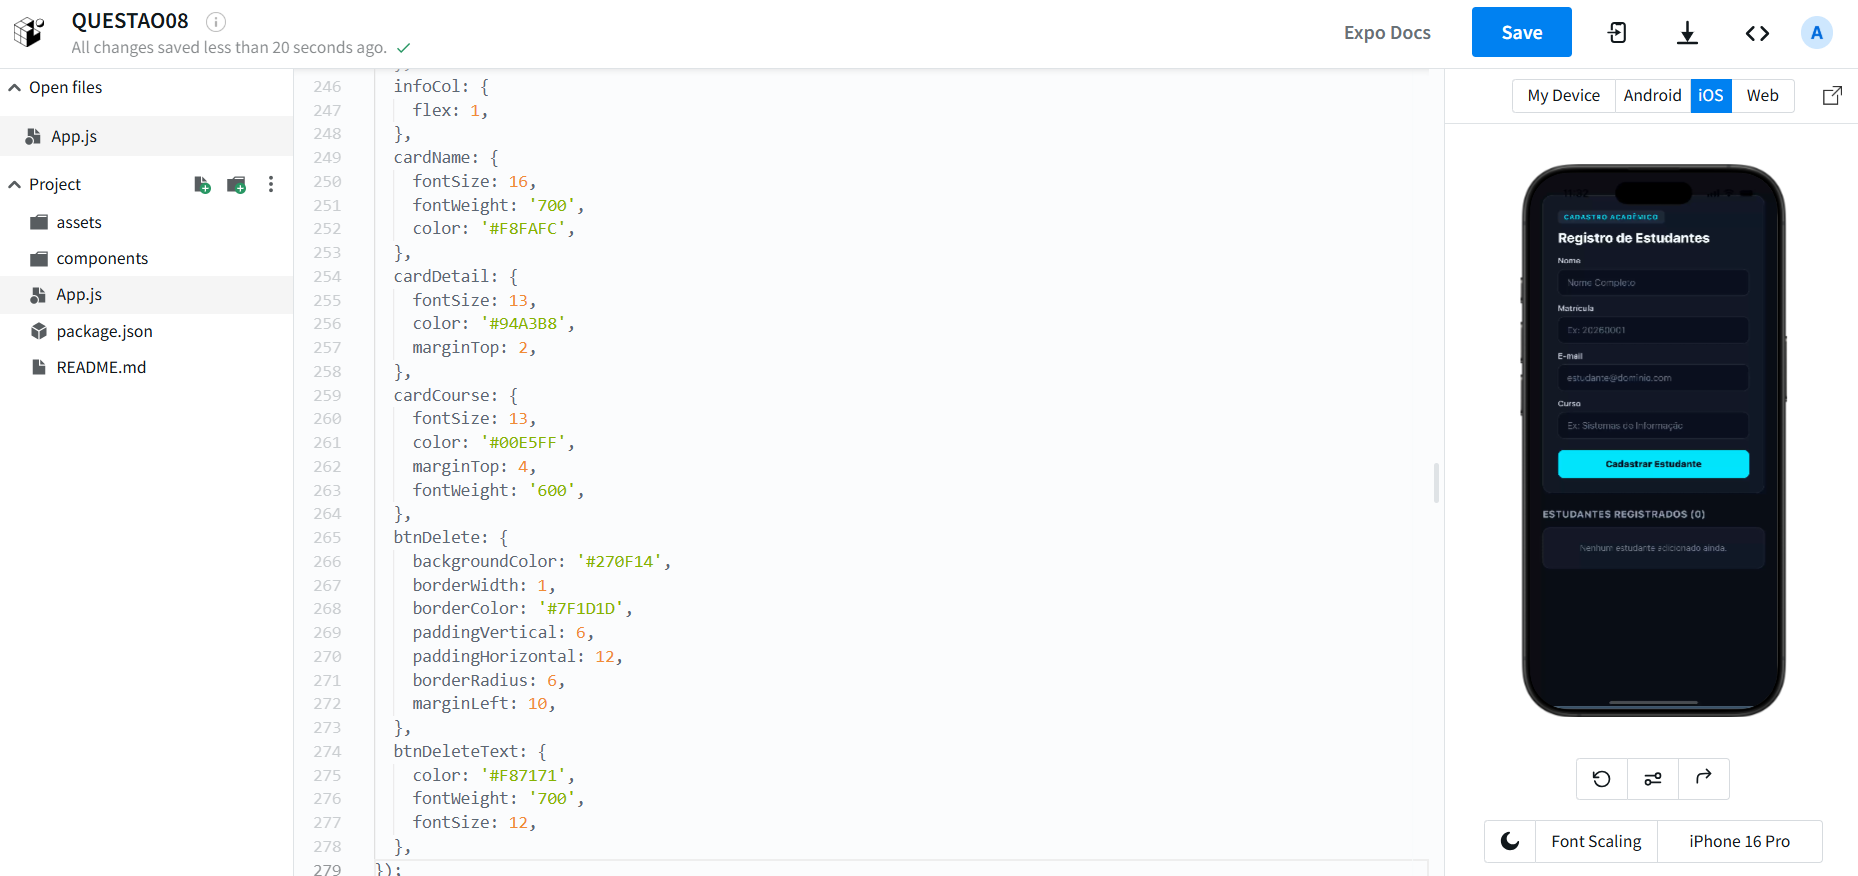 QUESTAO08
All changes saved less than 20 seconds ago.
Expo Docs
Save
A
Open files
App.js
Project
assets
components
App.js
package.json
README.md
246 infoCol: {
247 flex: 1,
248 },
249 cardName: {
250 fontSize: 16,
251 fontWeight: '700',
252 color: '#F8FAFC',
253 },
254 cardDetail: {
255 fontSize: 13,
256 color: '#94A3B8',
257 marginTop: 2,
258 },
259 cardCourse: {
260 fontSize: 13,
261 color: '#00E5FF',
262 marginTop: 4,
263 fontWeight: '600',
264 },
265 btnDelete: {
266 backgroundColor: '#270F14',
267 borderWidth: 1,
268 borderColor: '#7F1D1D',
269 paddingVertical: 6,
270 paddingHorizontal: 12,
271 borderRadius: 6,
272 marginLeft: 10,
273 },
274 btnDeleteText: {
275 color: '#F87171',
276 fontWeight: '700',
277 fontSize: 12,
278 },
279 });
My Device
Android
iOS
Web
CADASTRO ACADÊMICO
Registro de Estudantes
Nome
Nome Completo
Matrícula
Ex: 20260001
E-mail
estudante@dominio.com
Curso
Ex: Sistemas de Informação
Cadastrar Estudante
ESTUDANTES REGISTRADOS (0)
Nenhum estudante adicionado ainda.
Font Scaling
iPhone 16 Pro